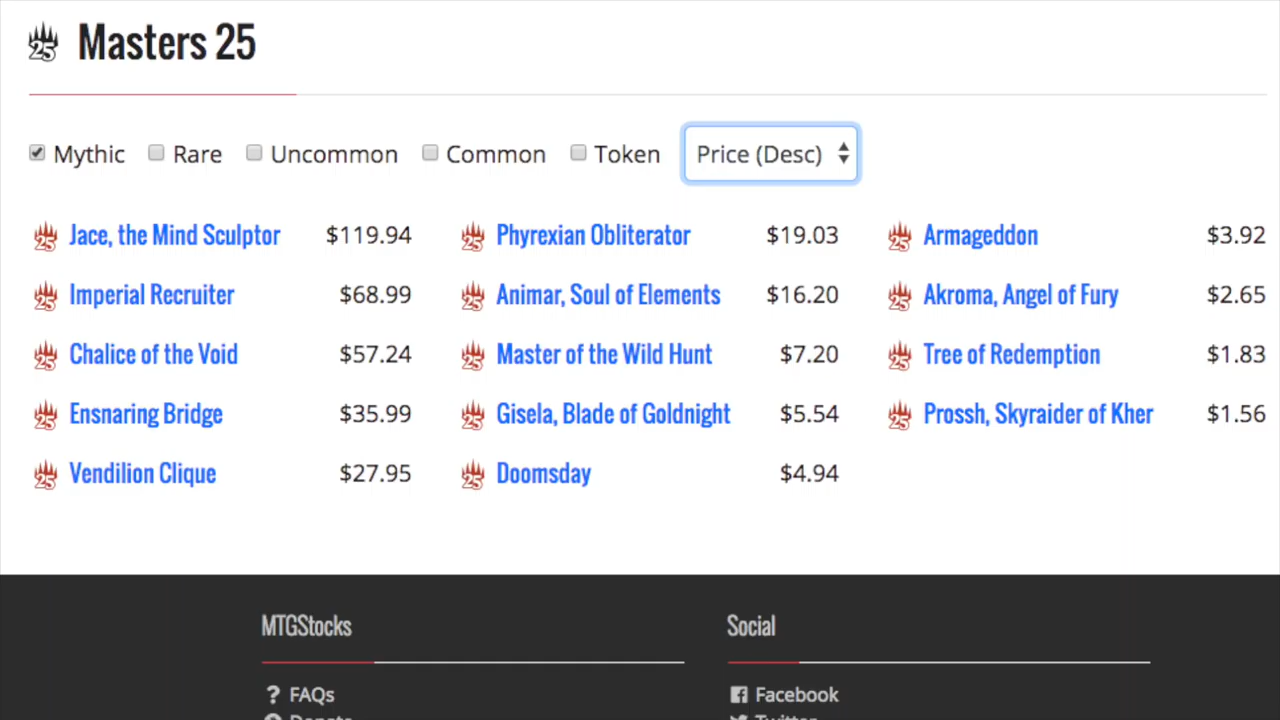 Masters 25
Mythic Rare Uncommon Common Token Price (Desc)
Jace, the Mind Sculptor $119.94
Imperial Recruiter $68.99
Chalice of the Void $57.24
Ensnaring Bridge $35.99
Vendilion Clique $27.95
Phyrexian Obliterator $19.03
Animar, Soul of Elements $16.20
Master of the Wild Hunt $7.20
Gisela, Blade of Goldnight $5.54
Doomsday $4.94
Armageddon $3.92
Akroma, Angel of Fury $2.65
Tree of Redemption $1.83
Prossh, Skyraider of Kher $1.56
MTGStocks
? FAQs
Social
Facebook